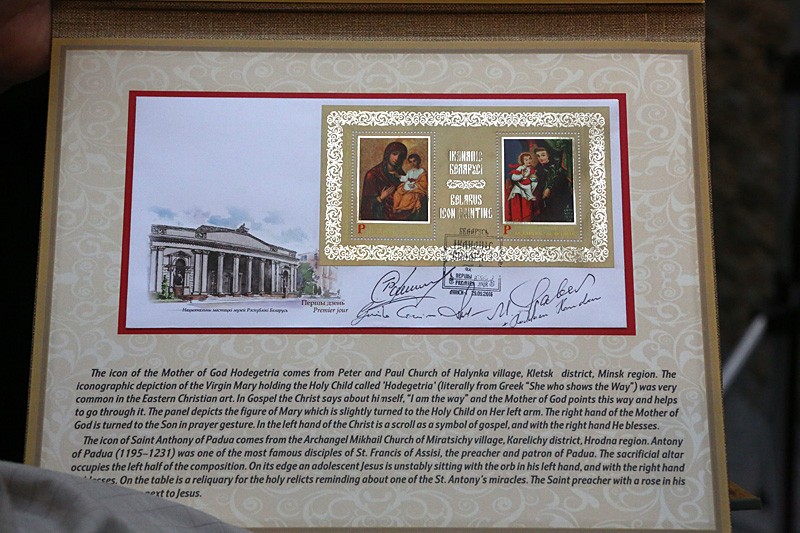 ІКАНАПІС
БЕЛАРУСІ
BELARUS
ICON PAINTING
P
P
БЕЛАРУСЬ
ІКАНАПІС
ПЕРШЫ
PREMIER
МИНСК
Першы дзень
Premier jour
Нацыянальны мастацкі музей Рэспублікі Беларусь
The icon of the Mother of God Hodegetria comes from Peter and Paul Church of Halynka village, Kletsk district, Minsk region. The
iconographic depiction of the Virgin Mary holding the Holy Child called 'Hodegetria' (literally from Greek "She who shows the Way") was very
common in the Eastern Christian art. In Gospel the Christ says about himself, "I am the way" and the Mother of God points this way and helps
to go through it. The panel depicts the figure of Mary which is slightly turned to the Holy Child on Her left arm. The right hand of the Mother of
God is turned to the Son in prayer gesture. In the left hand of the Christ is a scroll as a symbol of gospel, and with the right hand He blesses.
The icon of Saint Anthony of Padua comes from the Archangel Mikhail Church of Miratsichy village, Karelichy district, Hrodna region. Antony
of Padua (1195–1231) was one of the most famous disciples of St. Francis of Assisi, the preacher and patron of Padua. The sacrificial altar
occupies the left half of the composition. On its edge an adolescent Jesus is unstably sitting with the orb in his left hand, and with the right hand
blesses. On the table is a reliquary for the holy relicts reminding about one of the St. Antony's miracles. The Saint preacher with a rose in his
next to Jesus.